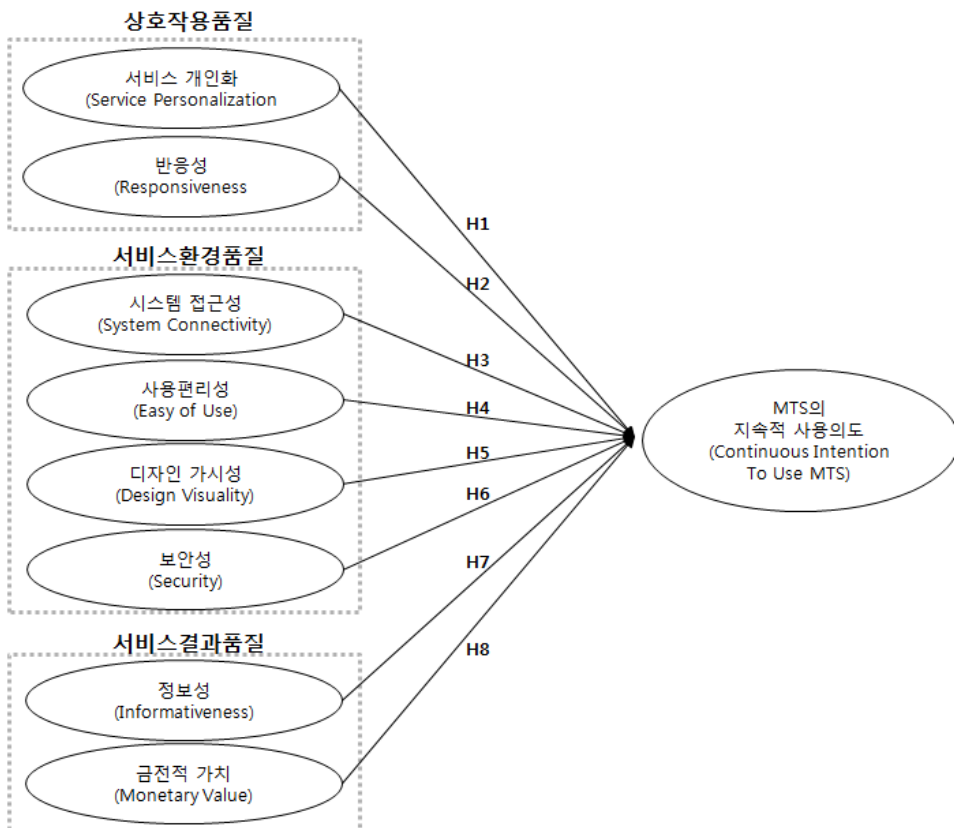 상호작용품질
서비스 개인화
(Service Personalization
반응성
(Responsiveness
H1
서비스환경품질
H2
시스템 접근성
(System Connectivity)
H3
사용편리성
(Easy of Use)
H4
MTS의
지속적 사용의도
(Continuous Intention
To Use MTS)
H5
디자인 가시성
(Design Visuality)
H6
보안성
(Security)
H7
서비스결과품질
H8
정보성
(Informativeness)
금전적 가치
(Monetary Value)